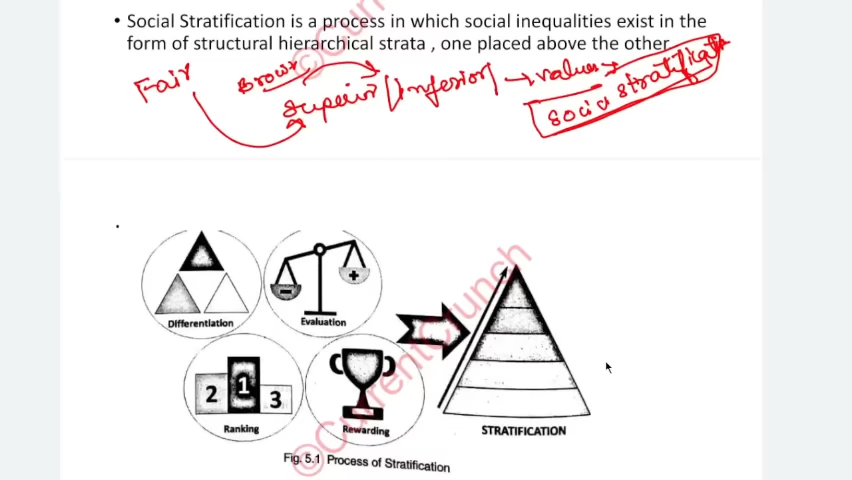 • Social Stratification is a process in which social inequalities exist in the
form of structural hierarchical strata , one placed above the other.
Fair
Brown
Superior / Inferior → values →
Social stratification
Differentiation
Evaluation
2 1 3
Ranking
Rewarding
STRATIFICATION
Fig. 5.1 Process of Stratification
©CurrentCrunch